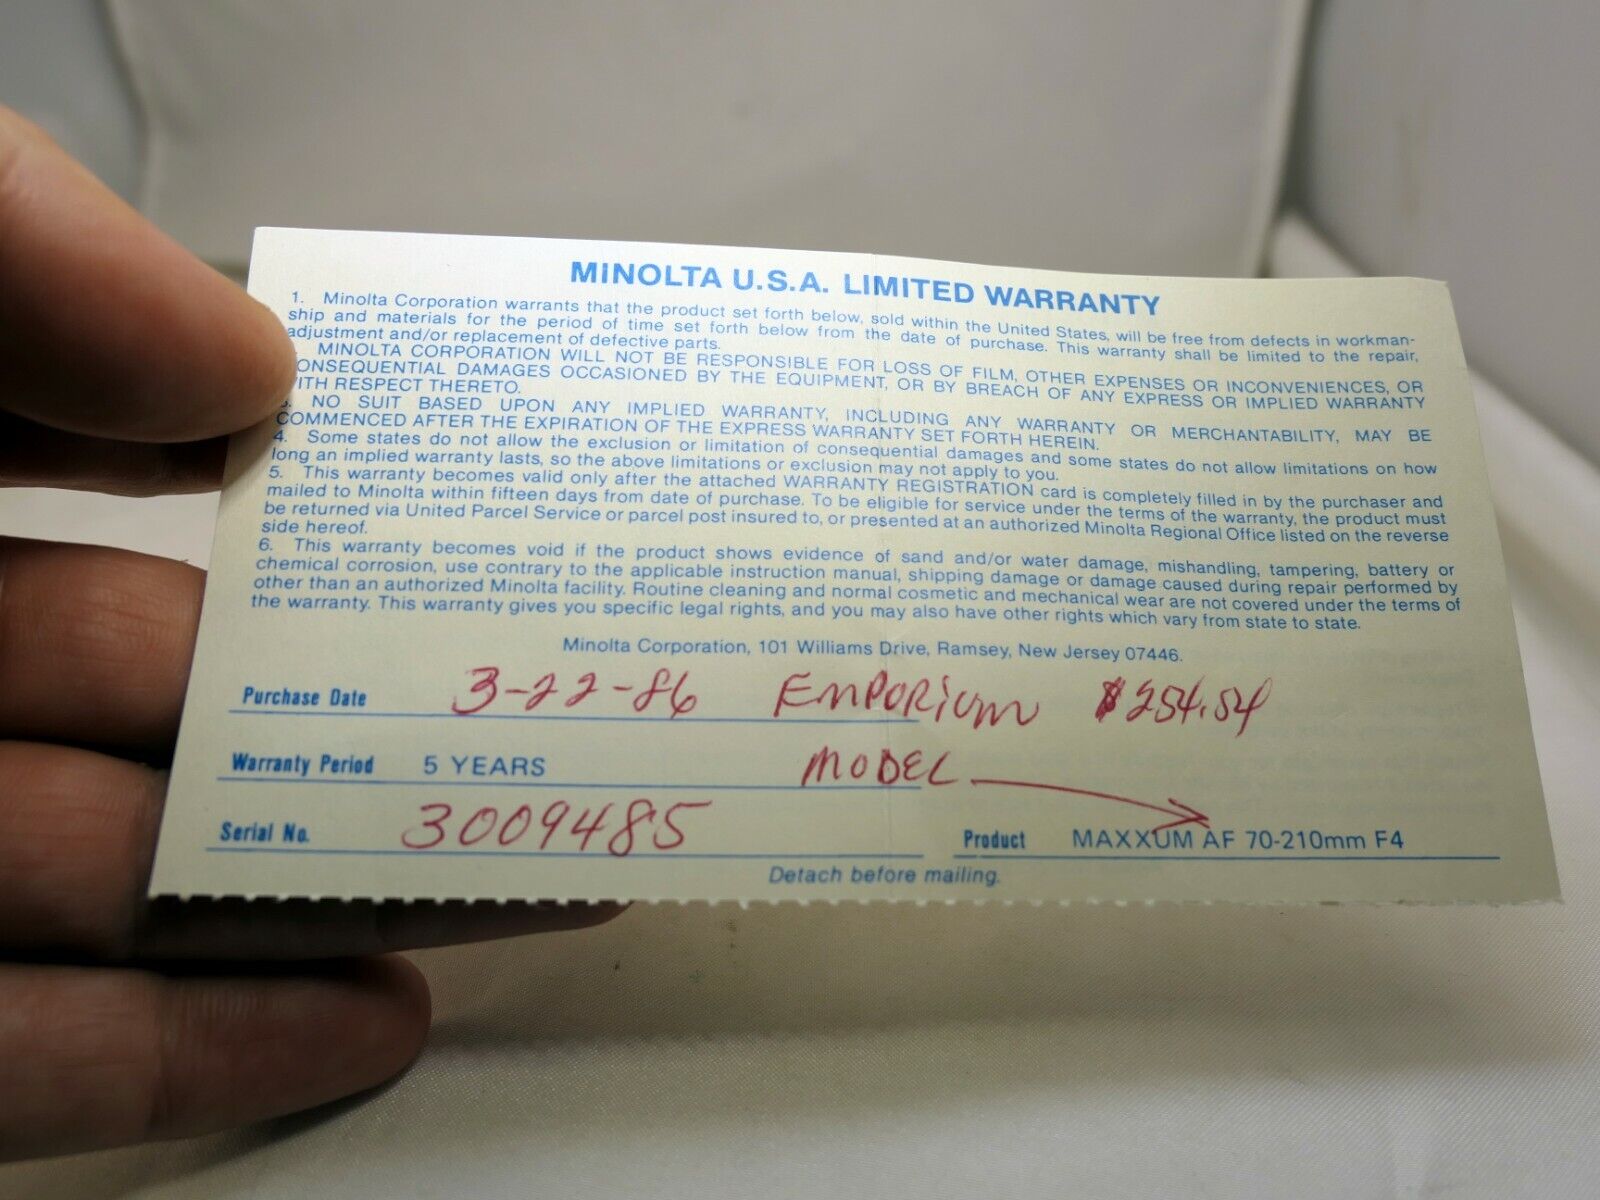 MINOLTA U.S.A. LIMITED WARRANTY
1. Minolta Corporation warrants that the product set forth below, sold within the United States, will be free from defects in workman-
ship and materials for the period of time set forth below from the date of purchase. This warranty shall be limited to the repair,
adjustment and/or replacement of defective parts.
MINOLTA CORPORATION WILL NOT BE RESPONSIBLE FOR LOSS OF FILM, OTHER EXPENSES OR INCONVENIENCES, OR
ONSEQUENTIAL DAMAGES OCCASIONED BY THE EQUIPMENT, OR BY BREACH OF ANY EXPRESS OR IMPLIED WARRANTY
ITH RESPECT THERETO.
3. NO SUIT BASED UPON ANY IMPLIED WARRANTY, INCLUDING ANY WARRANTY OR MERCHANTABILITY, MAY BE
COMMENCED AFTER THE EXPIRATION OF THE EXPRESS WARRANTY SET FORTH HEREIN.
4. Some states do not allow the exclusion or limitation of consequential damages and some states do not allow limitations on how
long an implied warranty lasts, so the above limitations or exclusion may not apply to you.
5. This warranty becomes valid only after the attached WARRANTY REGISTRATION card is completely filled in by the purchaser and
mailed to Minolta within fifteen days from date of purchase. To be eligible for service under the terms of the warranty, the product must
be returned via United Parcel Service or parcel post insured to, or presented at an authorized Minolta Regional Office listed on the reverse
side hereof.
6. This warranty becomes void if the product shows evidence of sand and/or water damage, mishandling, tampering, battery or
chemical corrosion, use contrary to the applicable instruction manual, shipping damage or damage caused during repair performed by
other than an authorized Minolta facility. Routine cleaning and normal cosmetic and mechanical wear are not covered under the terms of
the warranty. This warranty gives you specific legal rights, and you may also have other rights which vary from state to state.
Minolta Corporation, 101 Williams Drive, Ramsey, New Jersey 07446.
Purchase Date 3-22-86 EMPORIUM $254.54
Warranty Period 5 YEARS MODEL
Serial No. 3009485 Product MAXXUM AF 70-210mm F4
Detach before mailing.